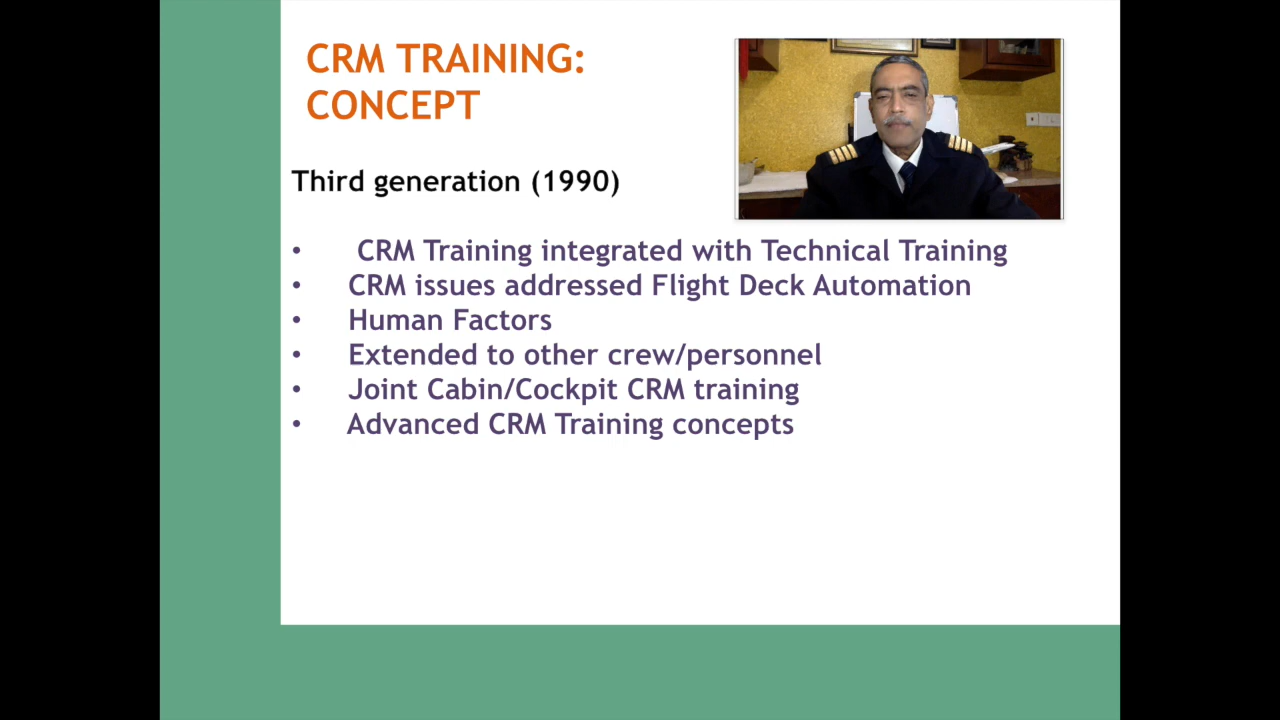 CRM TRAINING:
CONCEPT
Third generation (1990)
• CRM Training integrated with Technical Training
• CRM issues addressed Flight Deck Automation
• Human Factors
• Extended to other crew/personnel
• Joint Cabin/Cockpit CRM training
• Advanced CRM Training concepts